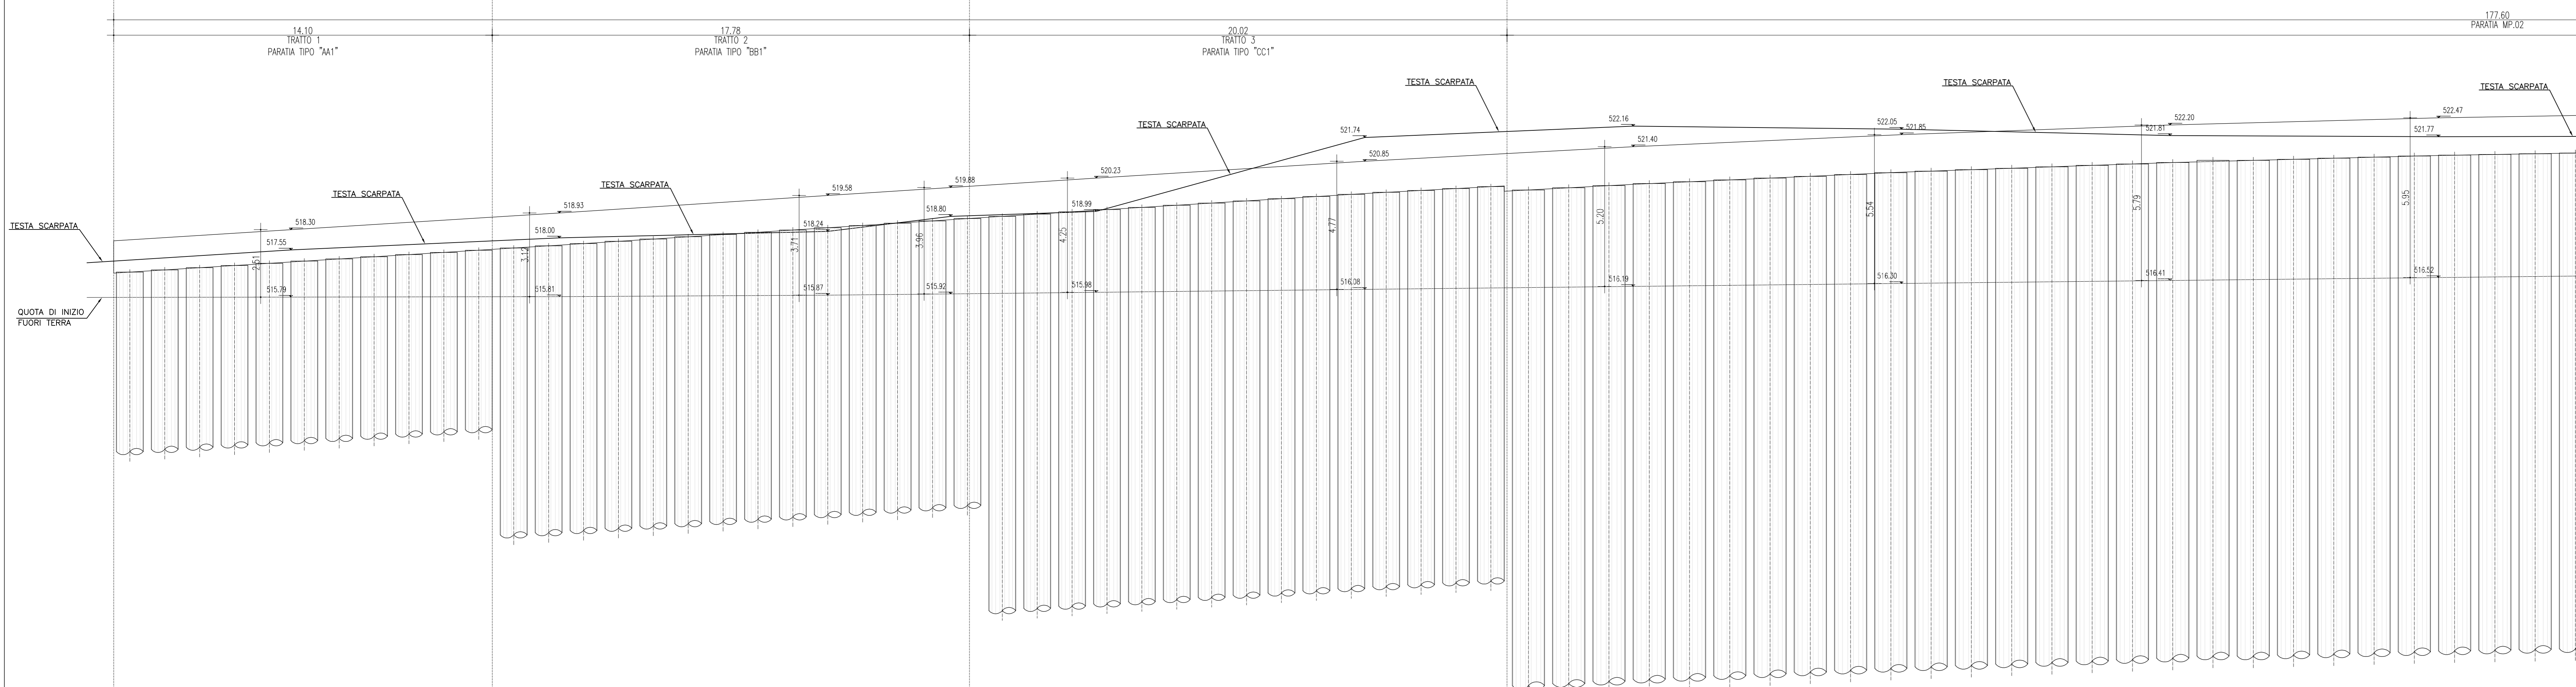 177.60
PARATIA MP.02
14.10
TRATTO 1
PARATIA TIPO "AA1"
17.78
TRATTO 2
PARATIA TIPO "BB1"
20.02
TRATTO 3
PARATIA TIPO "CC1"
TESTA SCARPATA
TESTA SCARPATA
TESTA SCARPATA
TESTA SCARPATA
TESTA SCARPATA
TESTA SCARPATA
TESTA SCARPATA
518.30
518.93
519.58
519.88
520.23
520.85
521.40
521.85
522.20
522.47
517.55
518.00
518.24
518.80
518.99
521.74
522.16
522.05
521.81
521.77
2.51
3.12
3.71
3.96
4.25
4.77
5.20
5.54
5.79
5.95
515.79
515.81
515.87
515.92
515.98
516.08
516.19
516.30
516.41
516.52
QUOTA DI INIZIO
FUORI TERRA